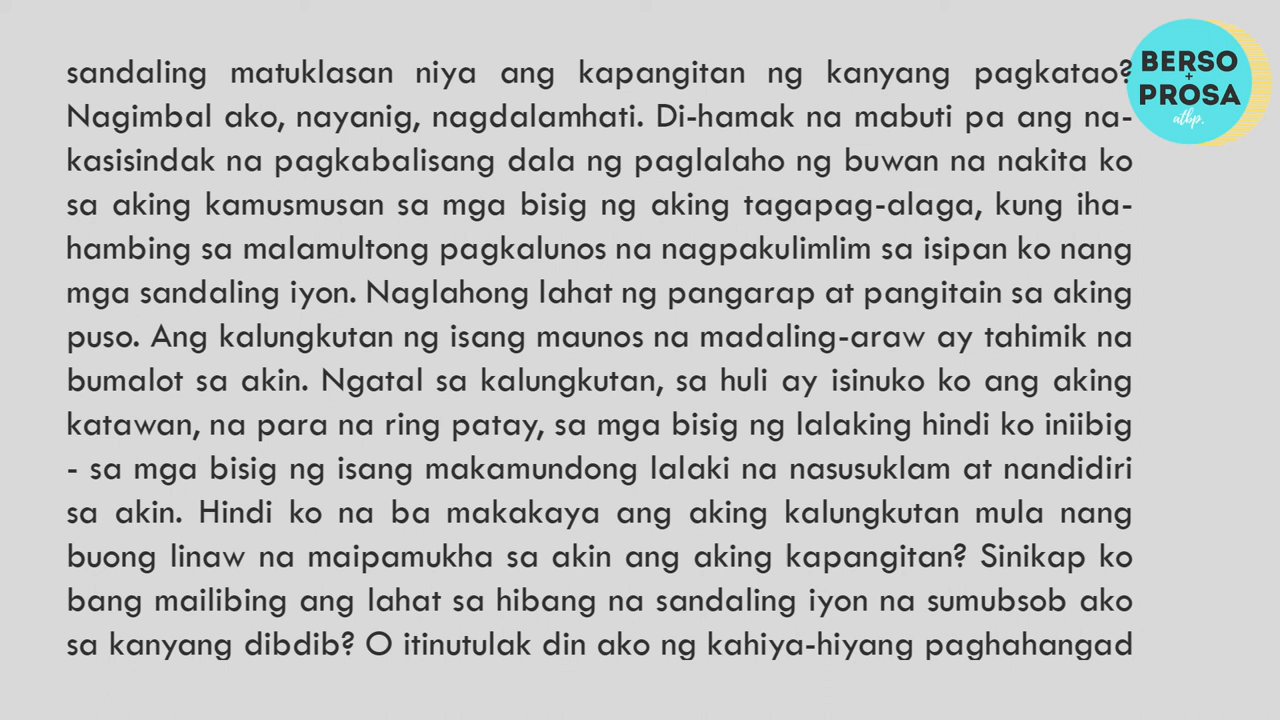 sandaling matuklasan niya ang kapangitan ng kanyang pagkatao?
Nagimbal ako, nayanig, nagdalamhati. Di-hamak na mabuti pa ang na-
kasisindak na pagkabalisang dala ng paglalaho ng buwan na nakita ko
sa aking kamusmusan sa mga bisig ng aking tagapag-alaga, kung iha-
hambing sa malamultong pagkalunos na nagpakulimlim sa isipan ko nang
mga sandaling iyon. Naglahong lahat ng pangarap at pangitain sa aking
puso. Ang kalungkutan ng isang maunos na madaling-araw ay tahimik na
bumalot sa akin. Ngatal sa kalungkutan, sa huli ay isinuko ko ang aking
katawan, na para na ring patay, sa mga bisig ng lalaking hindi ko iniibig
- sa mga bisig ng isang makamundong lalaki na nasusuklam at nandidiri
sa akin. Hindi ko na ba makakaya ang aking kalungkutan mula nang
buong linaw na maipamukha sa akin ang aking kapangitan? Sinikap ko
bang mailibing ang lahat sa hibang na sandaling iyon na sumubsob ako
sa kanyang dibdib? O itinutulak din ako ng kahiya-hiyang paghahangad
BERSO
+
PROSA
atbp.